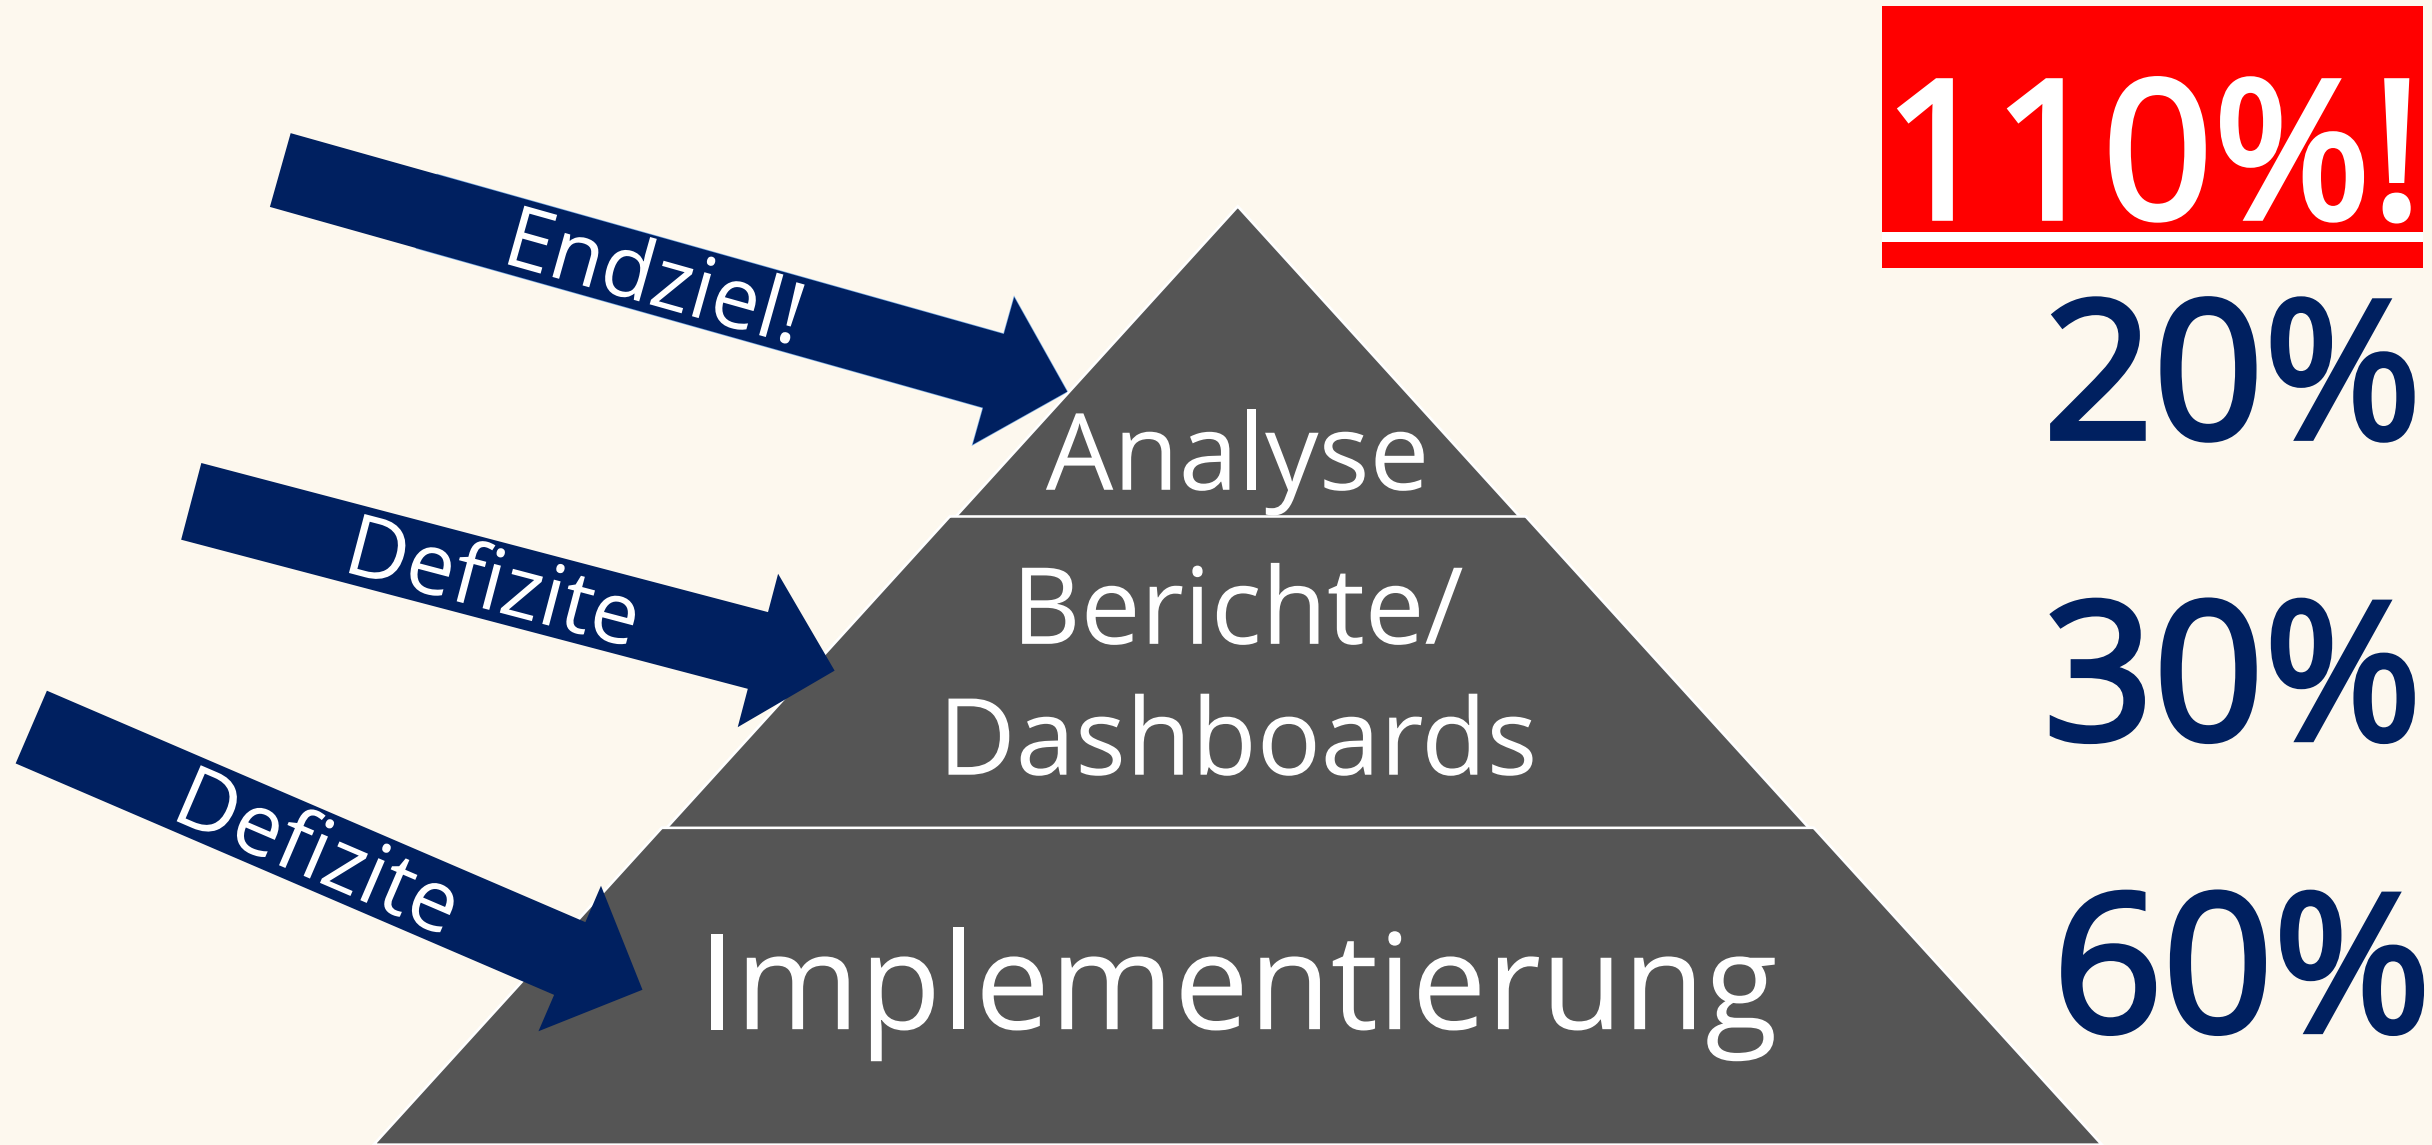 110%!
Endziel!
Analyse
20%
Defizite
Berichte/
Dashboards
30%
Defizite
Implementierung
60%